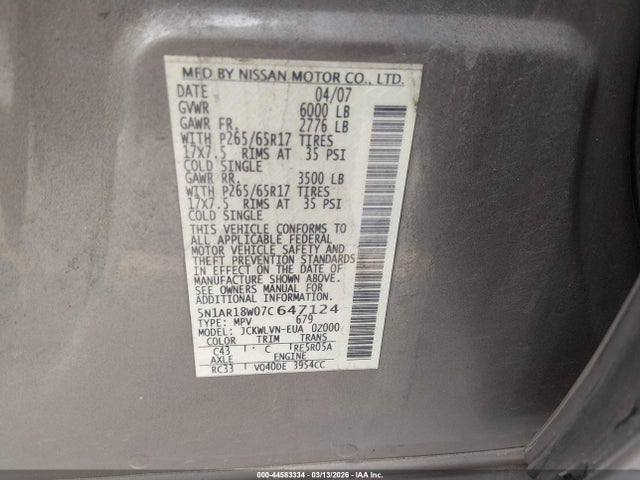 MFD BY NISSAN MOTOR CO., LTD.
DATE 04/07
GVWR 6000 LB
GAWR FR. 2776 LB
WITH P265/65R17 TIRES
17X7.5 RIMS AT 35 PSI
COLD SINGLE
GAWR RR. 3500 LB
WITH P265/65R17 TIRES
17X7.5 RIMS AT 35 PSI
COLD SINGLE
THIS VEHICLE CONFORMS TO
ALL APPLICABLE FEDERAL
MOTOR VEHICLE SAFETY AND
THEFT PREVENTION STANDARDS
IN EFFECT ON THE DATE OF
MANUFACTURE SHOWN ABOVE.
SEE OWNERS MANUAL FOR
ADDITIONAL INFORMATION.
5N1AR18W07C647124
TYPE: MPV 679
MODEL: JCKWLVN-EUA 02000
COLOR TRIM TRANS
C43 C RE5R05A
AXLE ENGINE
RC33 VQ40DE 3954CC
000-44583334 | 03/13/2026 - IAA333